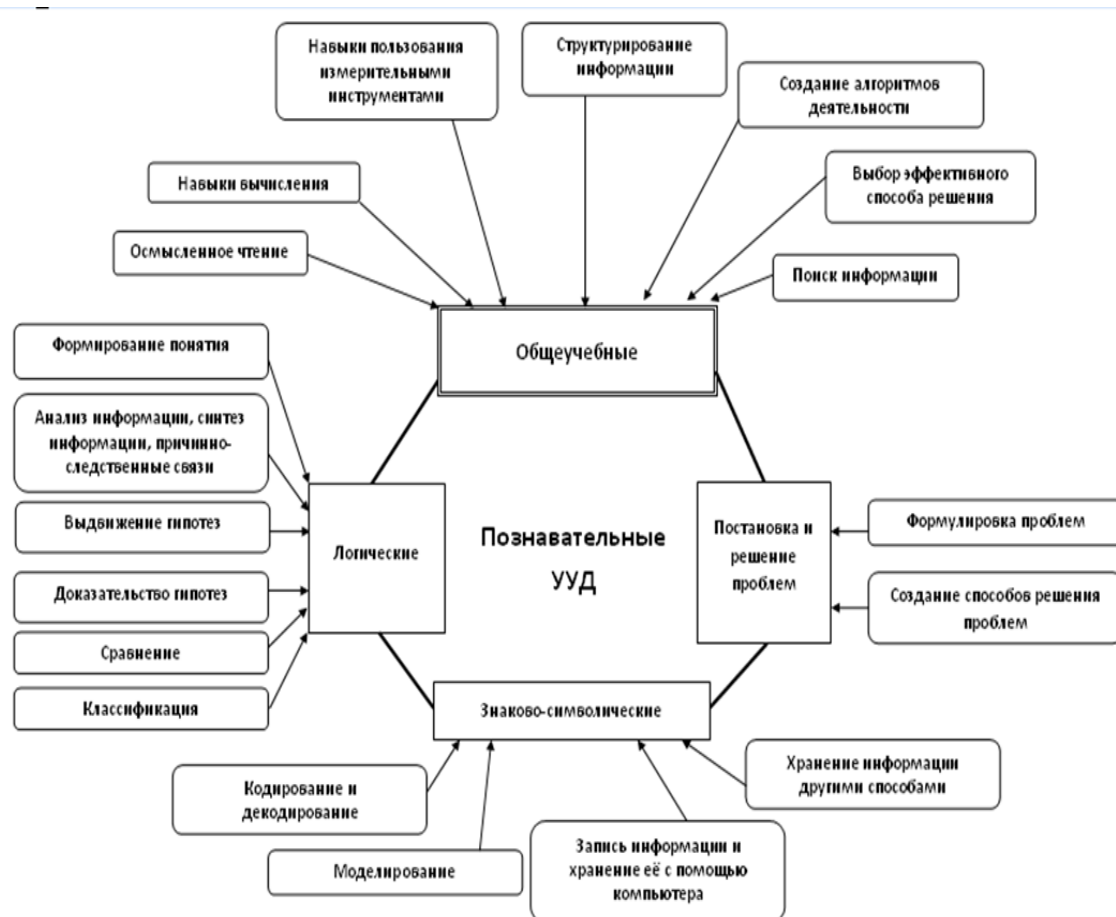 Навыки пользования
измерительными
инструментами
Структурирование
информации
Создание алгоритмов
деятельности
Навыки вычисления
Выбор эффективного
способа решения
Осмысленное чтение
Поиск информации
Общеучебные
Формирование понятия
Анализ информации, синтез
информации, причинно-
следственные связи
Выдвижение гипотез
Доказательство гипотез
Сравнение
Классификация
Логические
Познавательные
УУД
Постановка и
решение
проблем
Формулировка проблем
Создание способов решения
проблем
Знаково-символические
Кодирование и
декодирование
Моделирование
Запись информации и
хранение её с помощью
компьютера
Хранение информации
другими способами